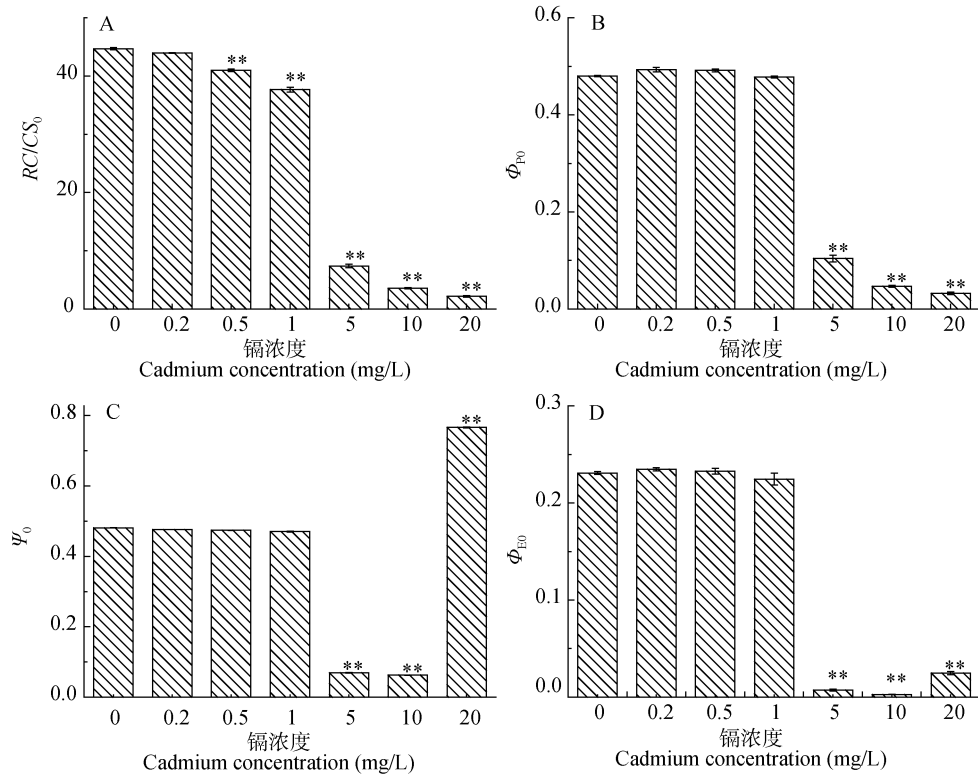 A
RC/CS0
40
20
0
** ** ** ** **
0 0.2 0.5 1 5 10 20
镉浓度
Cadmium concentration (mg/L)
B
ΦP0
0.6
0.4
0.2
0.0
** ** **
0 0.2 0.5 1 5 10 20
镉浓度
Cadmium concentration (mg/L)
C
Ψ0
0.8
0.6
0.4
0.2
0.0
** ** **
0 0.2 0.5 1 5 10 20
镉浓度
Cadmium concentration (mg/L)
D
ΦE0
0.3
0.2
0.1
0.0
** ** **
0 0.2 0.5 1 5 10 20
镉浓度
Cadmium concentration (mg/L)